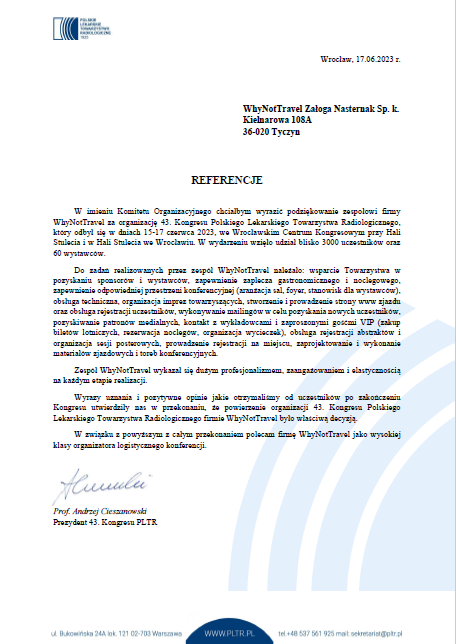 POLSKIE
LEKARSKIE
TOWARZYSTWO
RADIOLOGICZNE
1925
Wrocław, 17.06.2023 r.
WhyNotTravel Załoga Nasternak Sp. k.
Kielnarowa 108A
36-020 Tyczyn
REFERENCJE
W imieniu Komitetu Organizacyjnego chciałbym wyrazić podziękowanie zespołowi firmy
WhyNotTravel za organizację 43. Kongresu Polskiego Lekarskiego Towarzystwa Radiologicznego,
który odbył się w dniach 15-17 czerwca 2023, we Wrocławskim Centrum Kongresowym przy Hali
Stulecia i w Hali Stulecia we Wrocławiu. W wydarzeniu wzięło udział blisko 3000 uczestników oraz
60 wystawców.
Do zadań realizowanych przez zespół WhyNotTravel należało: wsparcie Towarzystwa w
pozyskaniu sponsorów i wystawców, zapewnienie zaplecza gastronomicznego i noclegowego,
zapewnienie odpowiedniej przestrzeni konferencyjnej (aranżacja sal, foyer, stanowisk dla wystawców),
obsługa techniczna, organizacja imprez towarzyszących, stworzenie i prowadzenie strony www zjazdu
oraz obsługa rejestracji uczestników, wykonywanie mailingów w celu pozyskania nowych uczestników,
pozyskiwanie patronów medialnych, kontakt z wykładowcami i zaproszonymi gośćmi VIP (zakup
biletów lotniczych, rezerwacja noclegów, organizacja wycieczek), obsługa rejestracji abstraktów i
organizacja sesji posterowych, prowadzenie rejestracji na miejscu, zaprojektowanie i wykonanie
materiałów zjazdowych i toreb konferencyjnych.
Zespół WhyNotTravel wykazał się dużym profesjonalizmem, zaangażowaniem i elastycznością
na każdym etapie realizacji.
Wyrazy uznania i pozytywne opinie jakie otrzymaliśmy od uczestników po zakończeniu
Kongresu utwierdziły nas w przekonaniu, że powierzenie organizacji 43. Kongresu Polskiego
Lekarskiego Towarzystwa Radiologicznego firmie WhyNotTravel było właściwą decyzją.
W związku z powyższym z całym przekonaniem polecam firmę WhyNotTravel jako wysokiej
klasy organizatora logistycznego konferencji.
Prof. Andrzej Cieszanowski
Prezydent 43. Kongresu PLTR
ul. Bukowińska 24A lok. 121 02-703 Warszawa
WWW.PLTR.PL
tel.+48 537 561 925 mail: sekretariat@pltr.pl